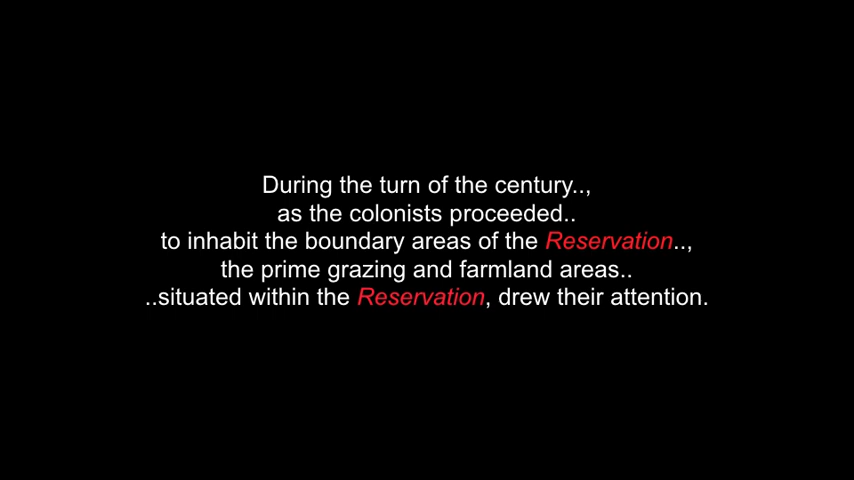 During the turn of the century..,
as the colonists proceeded..
to inhabit the boundary areas of the Reservation..,
the prime grazing and farmland areas..
..situated within the Reservation, drew their attention.